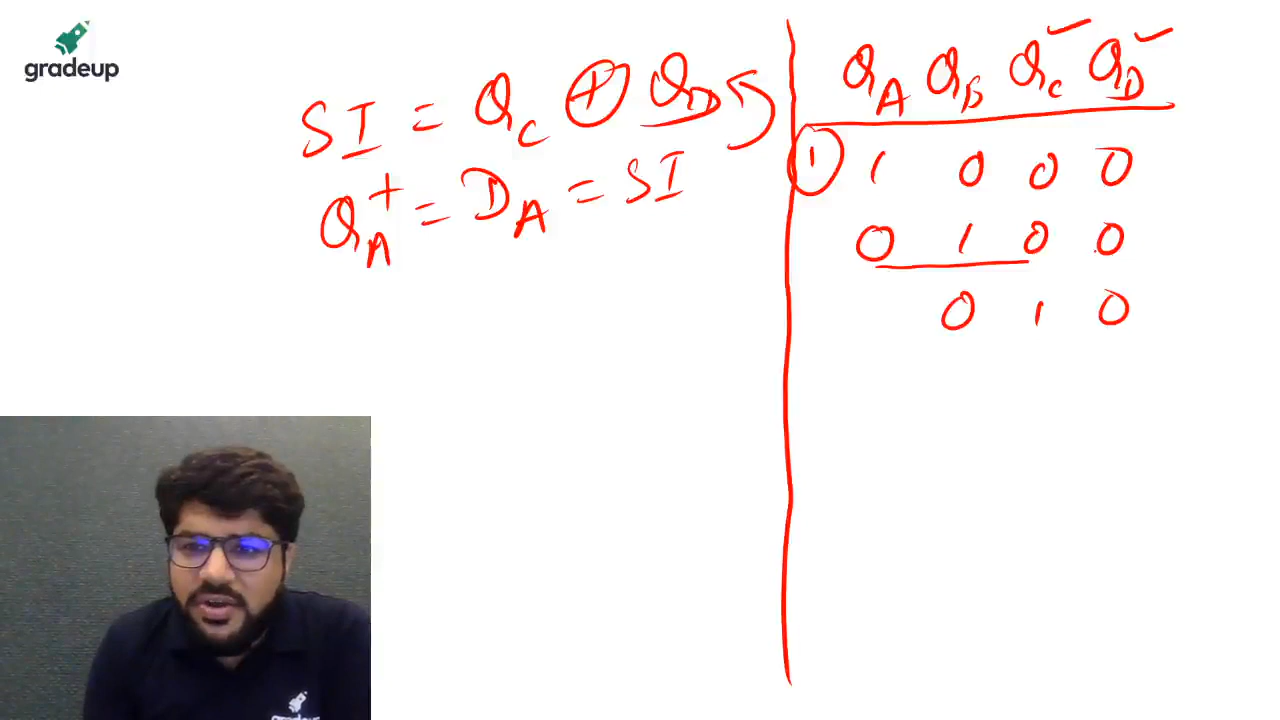 gradeup
SI = Q_C ⊕ Q_D
Q_A^+ = D_A = SI
Q_A Q_B Q_C Q_D
1 1 0 0 0
0 1 0 0
0 1 0
gradeup